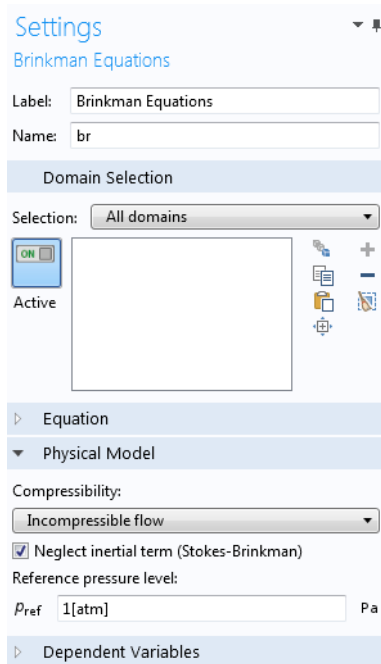 Settings
Brinkman Equations
Label: Brinkman Equations
Name: br
Domain Selection
Selection: All domains
ON
Active
Equation
Physical Model
Compressibility:
Incompressible flow
Neglect inertial term (Stokes-Brinkman)
Reference pressure level:
pref 1[atm] Pa
Dependent Variables